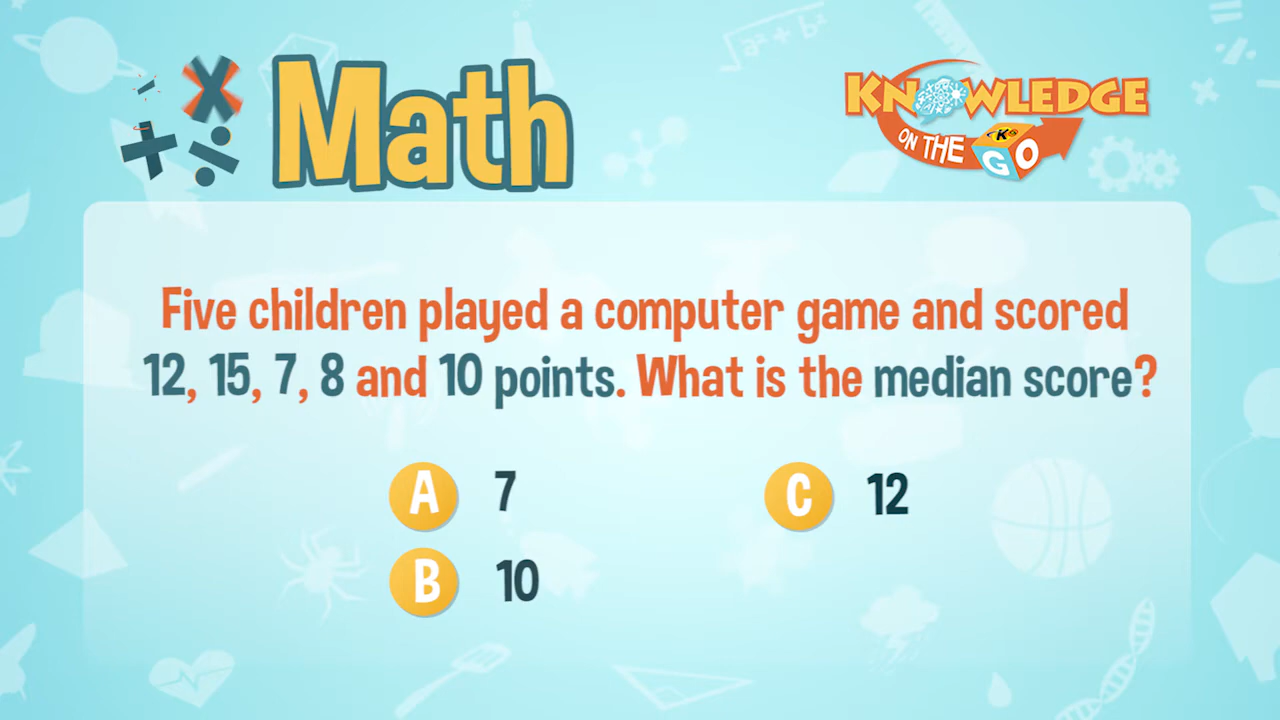 Math
KNOWLEDGE
ON THE GO
Five children played a computer game and scored
12, 15, 7, 8 and 10 points. What is the median score?
A 7
B 10
C 12